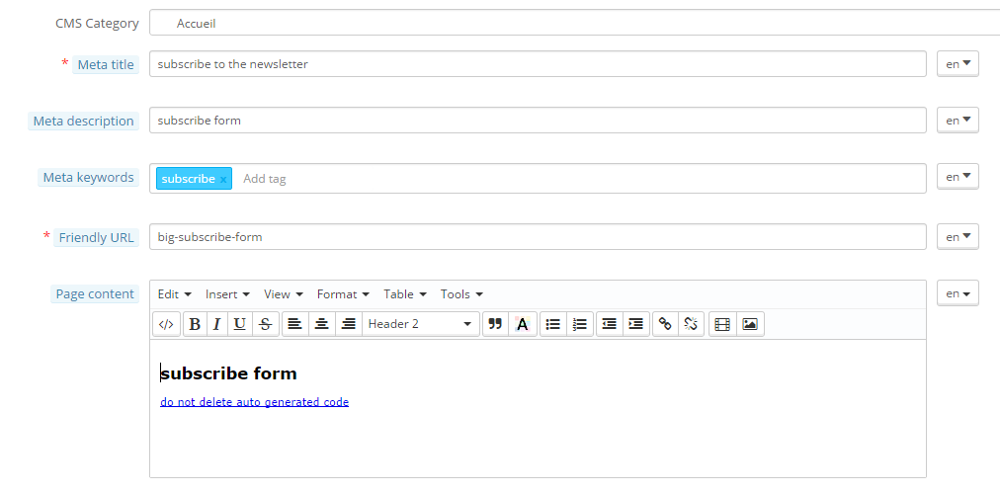 CMS Category Accueil
* Meta title subscribe to the newsletter en
Meta description subscribe form en
Meta keywords subscribe x Add tag en
* Friendly URL big-subscribe-form en
Page content Edit Insert View Format Table Tools en
</> B I U S Header 2 A
subscribe form
do not delete auto generated code